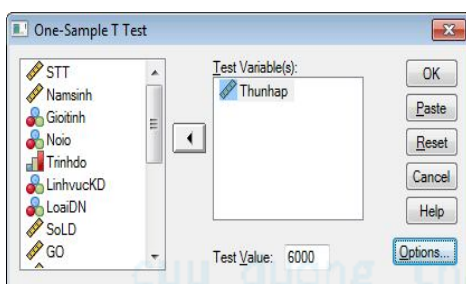 One-Sample T Test
STT
Namsinh
Gioitinh
Noio
Trinhdo
LinhvucKD
LoaiDN
SoLD
GO
Test Variable(s):
Thunhap
Test Value: 6000
OK
Paste
Reset
Cancel
Help
Options...